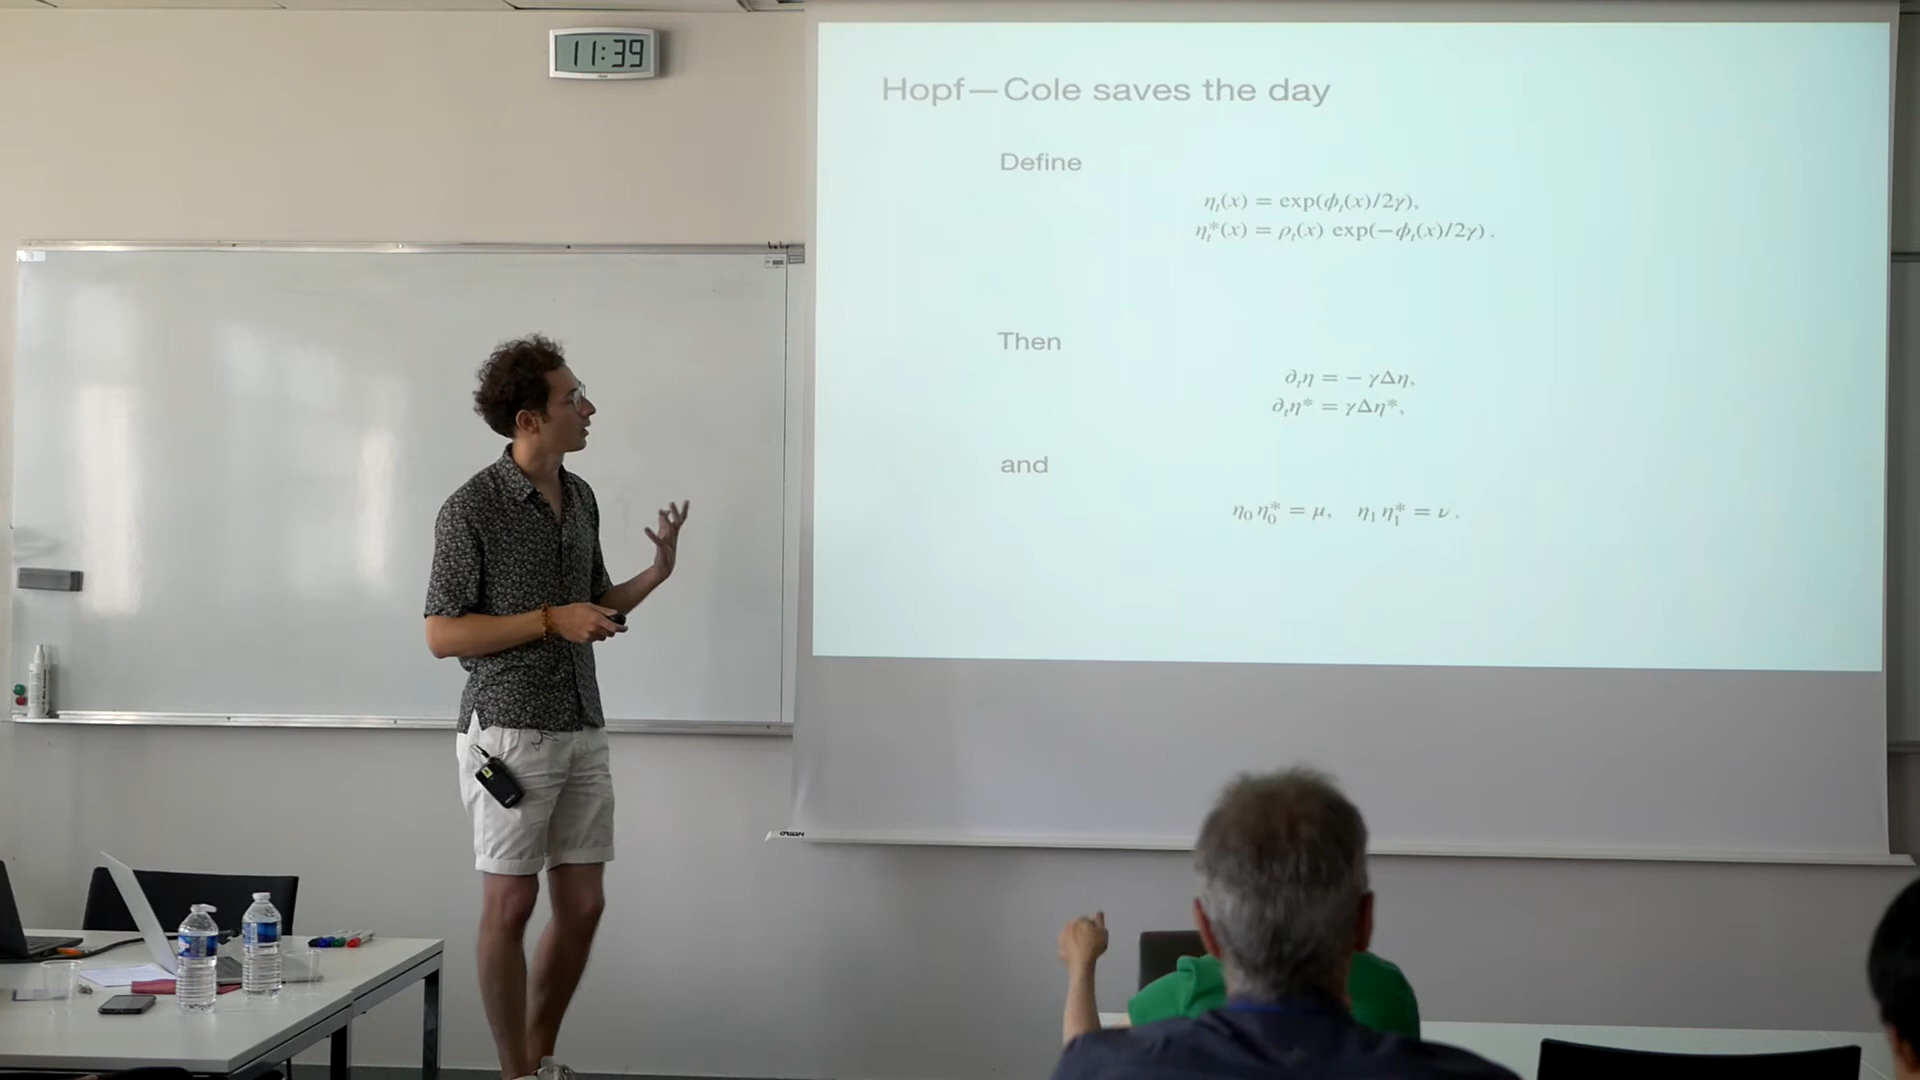 11:39
Hopf—Cole saves the day
Define
ηₜ(x) = exp(ϕₜ(x)/2γ),
ηₜ*(x) = ρₜ(x) exp(−ϕₜ(x)/2γ) .
Then
∂ₜη = − γΔη,
∂ₜη* = γΔη*,
and
η₀ η₀* = μ, η₁ η₁* = ν .